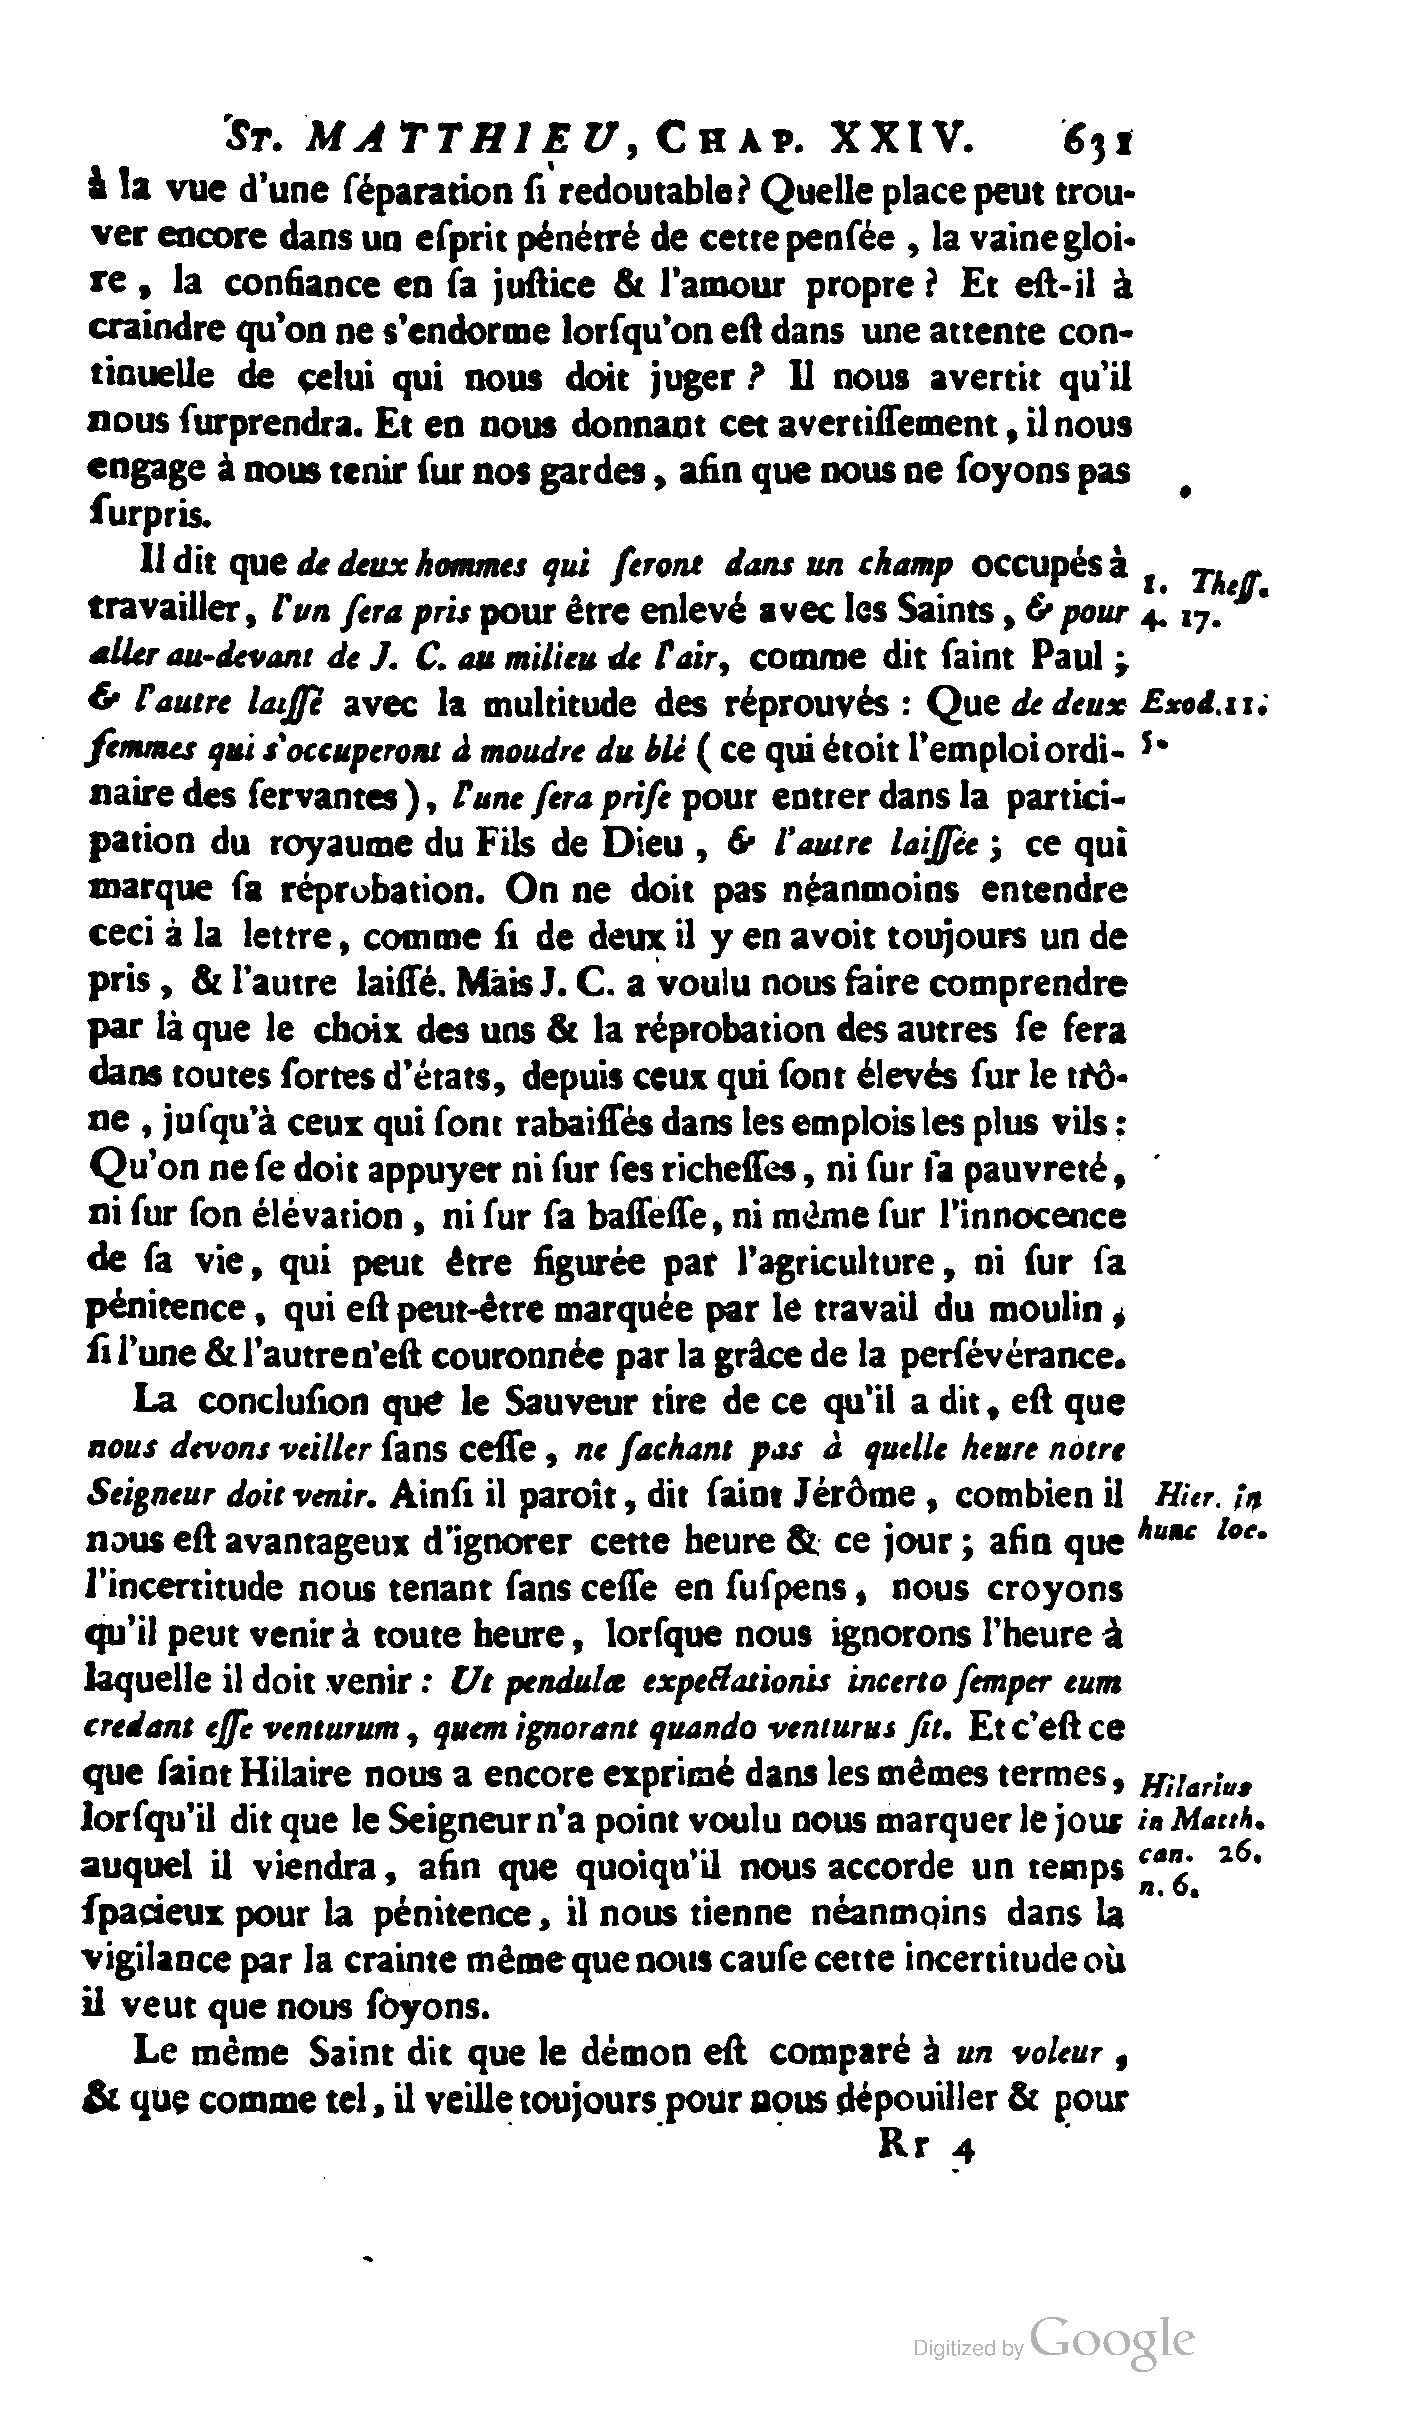 St. MATTHIEU, CHAP. XXIV. 631
à la vue d'une ſéparation ſi redoutable? Quelle place peut trou-
ver encore dans un eſprit pénétré de cette penſée, la vaine gloi-
re, la confiance en ſa juſtice & l'amour propre? Et eſt-il à
craindre qu'on ne s'endorme lorſqu'on eſt dans une attente con-
tinuelle de celui qui nous doit juger? Il nous avertit qu'il
nous ſurprendra. Et en nous donnant cet avertiſſement, il nous
engage à nous tenir ſur nos gardes, afin que nous ne ſoyons pas
ſurpris.
Il dit que de deux hommes qui ſeront dans un champ occupés à
travailler, l'un ſera pris pour être enlevé avec les Saints, & pour
aller au-devant de J. C. au milieu de l'air, comme dit ſaint Paul;
1. Theſſ.
4. 17.
& l'autre laiſſé avec la multitude des réprouvés : Que de deux
femmes qui s'occuperont à moudre du blé (ce qui étoit l'emploi ordi-
Exod. 11.
5.
naire des ſervantes), l'une ſera priſe pour entrer dans la partici-
pation du royaume du Fils de Dieu, & l'autre laiſſée; ce qui
marque ſa réprobation. On ne doit pas néanmoins entendre
ceci à la lettre, comme ſi de deux il y en avoit toujours un de
pris, & l'autre laiſſé. Mais J. C. a voulu nous faire comprendre
par là que le choix des uns & la réprobation des autres ſe fera
dans toutes ſortes d'états, depuis ceux qui ſont élevés ſur le trô-
ne, juſqu'à ceux qui ſont rabaiſſés dans les emplois les plus vils :
Qu'on ne ſe doit appuyer ni ſur ſes richeſſes, ni ſur ſa pauvreté,
ni ſur ſon élévation, ni ſur ſa baſſeſſe, ni même ſur l'innocence
de ſa vie, qui peut être figurée par l'agriculture, ni ſur ſa
pénitence, qui eſt peut-être marquée par le travail du moulin,
ſi l'une & l'autre n'eſt couronnée par la grâce de la perſévérance.
La concluſion que le Sauveur tire de ce qu'il a dit, eſt que
nous devons veiller ſans ceſſe, ne ſachant pas à quelle heure notre
Seigneur doit venir. Ainſi il paroît, dit ſaint Jérôme, combien il
nous eſt avantageux d'ignorer cette heure & ce jour; afin que
Hier. in
hunc loc.
l'incertitude nous tenant ſans ceſſe en ſuſpens, nous croyons
qu'il peut venir à toute heure, lorſque nous ignorons l'heure à
laquelle il doit venir : Ut pendulæ expectationis incerto ſemper eum
credant eſſe venturum, quem ignorant quando venturus ſit. Et c'eſt ce
que ſaint Hilaire nous a encore exprimé dans les mêmes termes,
lorſqu'il dit que le Seigneur n'a point voulu nous marquer le jour
auquel il viendra, afin que quoiqu'il nous accorde un temps
Hilarius
in Matth.
can. 26.
n. 6.
ſpacieux pour la pénitence, il nous tienne néanmoins dans la
vigilance par la crainte même que nous cauſe cette incertitude où
il veut que nous ſoyons.
Le même Saint dit que le démon eſt comparé à un voleur,
& que comme tel, il veille toujours pour nous dépouiller & pour
Rr 4
Digitized by Google